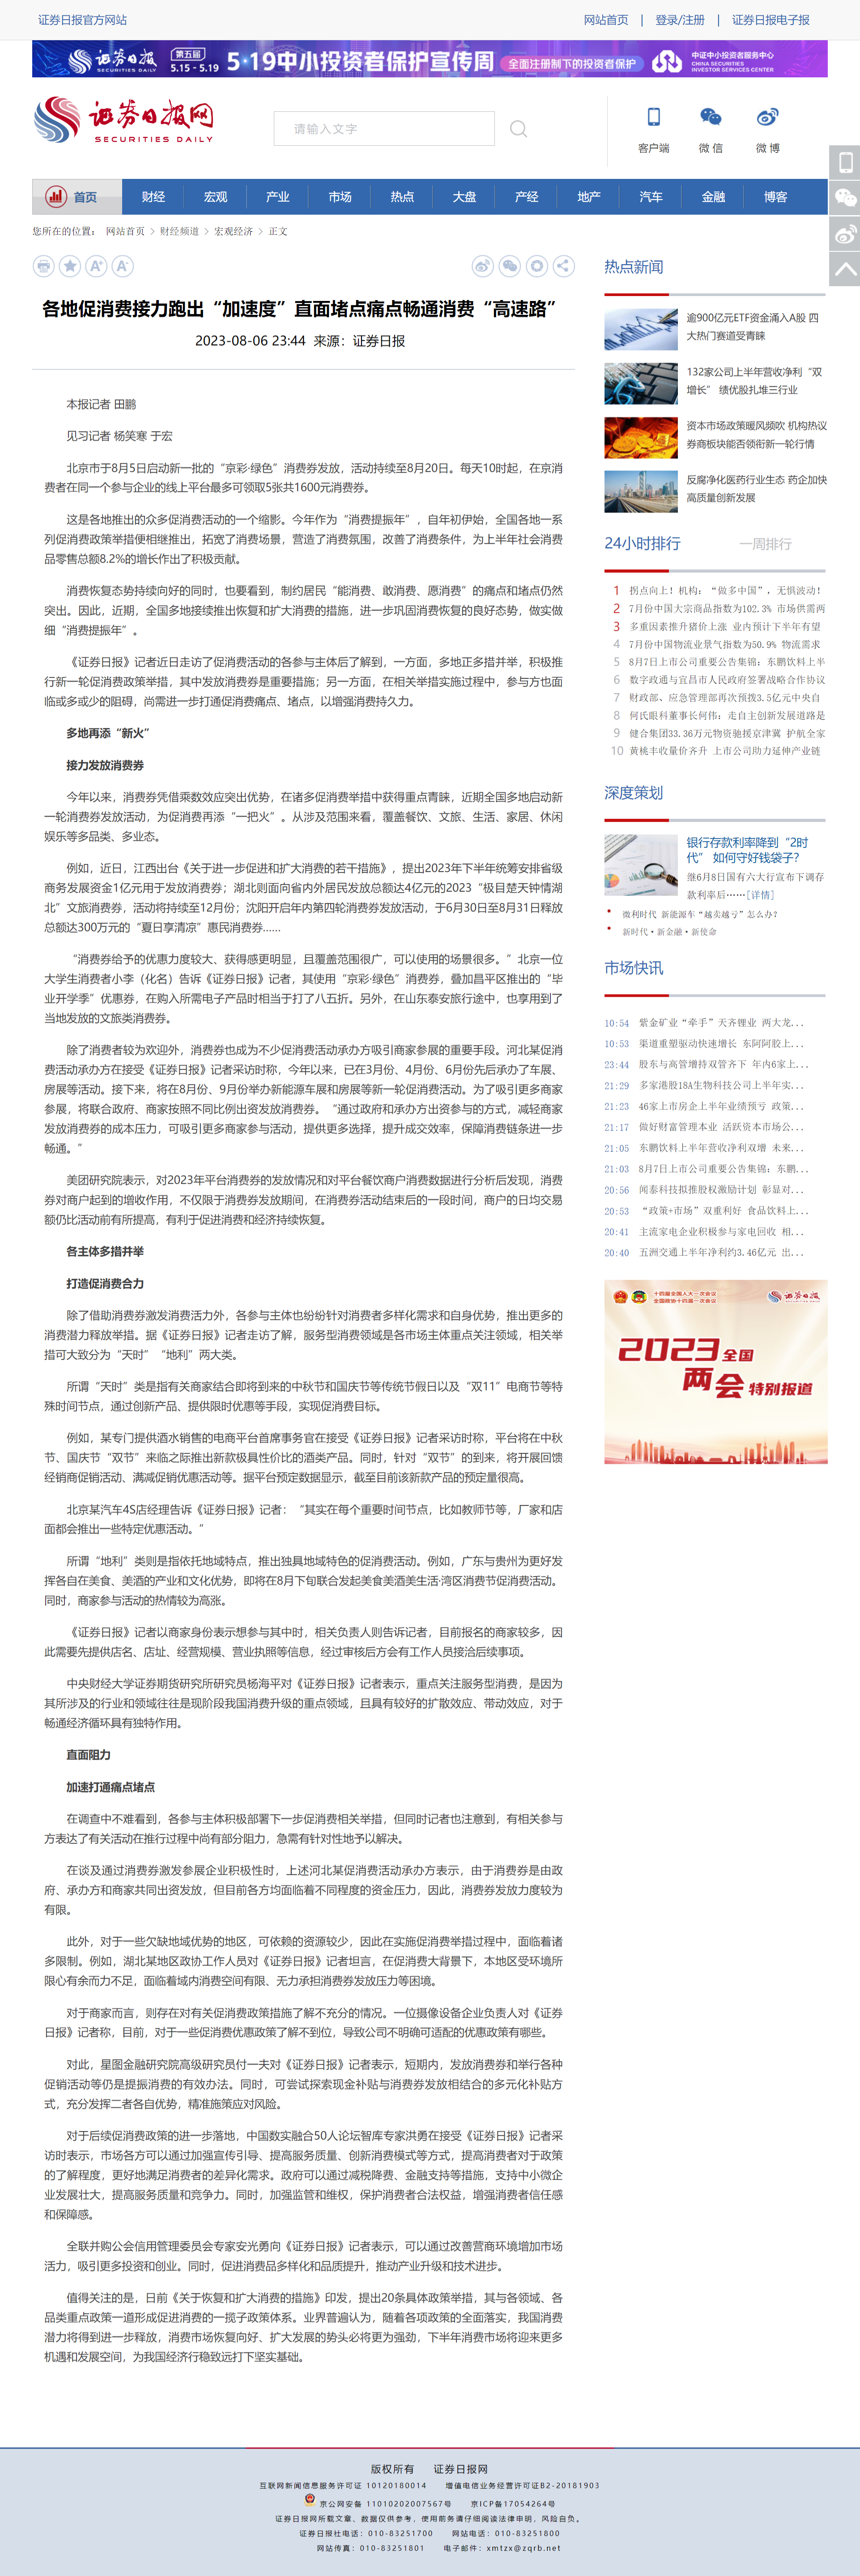 证券日报官方网站
网站首页 | 登录/注册 | 证券日报电子报
证券日报网 SECURITIES DAILY 第五届 5.15-5.19 5·19中小投资者保护宣传周 全面注册制下的投资者保护 中证中小投资者服务中心 CHINA SECURITIES INVESTOR SERVICES CENTER
证券日报网
SECURITIES DAILY
请输入文字
客户端 微 信 微 博
首页 财经 宏观 产业 市场 热点 大盘 产经 地产 汽车 金融 博客
您所在的位置： 网站首页 > 财经频道 > 宏观经济 > 正文
A+ A-
各地促消费接力跑出“加速度”直面堵点痛点畅通消费“高速路”
2023-08-06 23:44 来源：证券日报
本报记者 田鹏
见习记者 杨笑寒 于宏
北京市于8月5日启动新一批的“京彩·绿色”消费券发放，活动持续至8月20日。每天10时起，在京消
费者在同一个参与企业的线上平台最多可领取5张共1600元消费券。
这是各地推出的众多促消费活动的一个缩影。今年作为“消费提振年”，自年初伊始，全国各地一系
列促消费政策举措便相继推出，拓宽了消费场景，营造了消费氛围，改善了消费条件，为上半年社会消费
品零售总额8.2%的增长作出了积极贡献。
消费恢复态势持续向好的同时，也要看到，制约居民“能消费、敢消费、愿消费”的痛点和堵点仍然
突出。因此，近期，全国多地接续推出恢复和扩大消费的措施，进一步巩固消费恢复的良好态势，做实做
细“消费提振年”。
《证券日报》记者近日走访了促消费活动的各参与主体后了解到，一方面，多地正多措并举，积极推
行新一轮促消费政策举措，其中发放消费券是重要措施；另一方面，在相关举措实施过程中，参与方也面
临或多或少的阻碍，尚需进一步打通促消费痛点、堵点，以增强消费持久力。
多地再添“新火”
接力发放消费券
今年以来，消费券凭借乘数效应突出优势，在诸多促消费举措中获得重点青睐，近期全国多地启动新
一轮消费券发放活动，为促消费再添“一把火”。从涉及范围来看，覆盖餐饮、文旅、生活、家居、休闲
娱乐等多品类、多业态。
例如，近日，江西出台《关于进一步促进和扩大消费的若干措施》，提出2023年下半年统筹安排省级
商务发展资金1亿元用于发放消费券；湖北则面向省内外居民发放总额达4亿元的2023“极目楚天钟情湖
北”文旅消费券，活动将持续至12月份；沈阳开启年内第四轮消费券发放活动，于6月30日至8月31日释放
总额达300万元的“夏日享清凉”惠民消费券……
“消费券给予的优惠力度较大、获得感更明显，且覆盖范围很广，可以使用的场景很多。”北京一位
大学生消费者小李（化名）告诉《证券日报》记者，其使用“京彩·绿色”消费券，叠加昌平区推出的“毕
业开学季”优惠券，在购入所需电子产品时相当于打了八五折。另外，在山东泰安旅行途中，也享用到了
当地发放的文旅类消费券。
除了消费者较为欢迎外，消费券也成为不少促消费活动承办方吸引商家参展的重要手段。河北某促消
费活动承办方在接受《证券日报》记者采访时称，今年以来，已在3月份、4月份、6月份先后承办了车展、
房展等活动。接下来，将在8月份、9月份举办新能源车展和房展等新一轮促消费活动。为了吸引更多商家
参展，将联合政府、商家按照不同比例出资发放消费券。“通过政府和承办方出资参与的方式，减轻商家
发放消费券的成本压力，可吸引更多商家参与活动，提供更多选择，提升成交效率，保障消费链条进一步
畅通。”
美团研究院表示，对2023年平台消费券的发放情况和对平台餐饮商户消费数据进行分析后发现，消费
券对商户起到的增收作用，不仅限于消费券发放期间，在消费券活动结束后的一段时间，商户的日均交易
额仍比活动前有所提高，有利于促进消费和经济持续恢复。
各主体多措并举
打造促消费合力
除了借助消费券激发消费活力外，各参与主体也纷纷针对消费者多样化需求和自身优势，推出更多的
消费潜力释放举措。据《证券日报》记者走访了解，服务型消费领域是各市场主体重点关注领域，相关举
措可大致分为“天时”“地利”两大类。
所谓“天时”类是指有关商家结合即将到来的中秋节和国庆节等传统节假日以及“双11”电商节等特
殊时间节点，通过创新产品、提供限时优惠等手段，实现促消费目标。
例如，某专门提供酒水销售的电商平台首席事务官在接受《证券日报》记者采访时称，平台将在中秋
节、国庆节“双节”来临之际推出新款极具性价比的酒类产品。同时，针对“双节”的到来，将开展回馈
经销商促销活动、满减促销优惠活动等。据平台预定数据显示，截至目前该新款产品的预定量很高。
北京某汽车4S店经理告诉《证券日报》记者：“其实在每个重要时间节点，比如教师节等，厂家和店
面都会推出一些特定优惠活动。”
所谓“地利”类则是指依托地域特点，推出独具地域特色的促消费活动。例如，广东与贵州为更好发
挥各自在美食、美酒的产业和文化优势，即将在8月下旬联合发起美食美酒美生活·湾区消费节促消费活动。
同时，商家参与活动的热情较为高涨。
《证券日报》记者以商家身份表示想参与其中时，相关负责人则告诉记者，目前报名的商家较多，因
此需要先提供店名、店址、经营规模、营业执照等信息，经过审核后方会有工作人员接洽后续事项。
中央财经大学证券期货研究所研究员杨海平对《证券日报》记者表示，重点关注服务型消费，是因为
其所涉及的行业和领域往往是现阶段我国消费升级的重点领域，且具有较好的扩散效应、带动效应，对于
畅通经济循环具有独特作用。
直面阻力
加速打通痛点堵点
在调查中不难看到，各参与主体积极部署下一步促消费相关举措，但同时记者也注意到，有相关参与
方表达了有关活动在推行过程中尚有部分阻力，急需有针对性地予以解决。
在谈及通过消费券激发参展企业积极性时，上述河北某促消费活动承办方表示，由于消费券是由政
府、承办方和商家共同出资发放，但目前各方均面临着不同程度的资金压力，因此，消费券发放力度较为
有限。
此外，对于一些欠缺地域优势的地区，可依赖的资源较少，因此在实施促消费举措过程中，面临着诸
多限制。例如，湖北某地区政协工作人员对《证券日报》记者坦言，在促消费大背景下，本地区受环境所
限心有余而力不足，面临着域内消费空间有限、无力承担消费券发放压力等困境。
对于商家而言，则存在对有关促消费政策措施了解不充分的情况。一位摄像设备企业负责人对《证券
日报》记者称，目前，对于一些促消费优惠政策了解不到位，导致公司不明确可适配的优惠政策有哪些。
对此，星图金融研究院高级研究员付一夫对《证券日报》记者表示，短期内，发放消费券和举行各种
促销活动等仍是提振消费的有效办法。同时，可尝试探索现金补贴与消费券发放相结合的多元化补贴方
式，充分发挥二者各自优势，精准施策应对风险。
对于后续促消费政策的进一步落地，中国数实融合50人论坛智库专家洪勇在接受《证券日报》记者采
访时表示，市场各方可以通过加强宣传引导、提高服务质量、创新消费模式等方式，提高消费者对于政策
的了解程度，更好地满足消费者的差异化需求。政府可以通过减税降费、金融支持等措施，支持中小微企
业发展壮大，提高服务质量和竞争力。同时，加强监管和维权，保护消费者合法权益，增强消费者信任感
和保障感。
全联并购公会信用管理委员会专家安光勇向《证券日报》记者表示，可以通过改善营商环境增加市场
活力，吸引更多投资和创业。同时，促进消费品多样化和品质提升，推动产业升级和技术进步。
值得关注的是，日前《关于恢复和扩大消费的措施》印发，提出20条具体政策举措，其与各领域、各
品类重点政策一道形成促进消费的一揽子政策体系。业界普遍认为，随着各项政策的全面落实，我国消费
潜力将得到进一步释放，消费市场恢复向好、扩大发展的势头必将更为强劲，下半年消费市场将迎来更多
机遇和发展空间，为我国经济行稳致远打下坚实基础。
热点新闻
逾900亿元ETF资金涌入A股 四
大热门赛道受青睐
132家公司上半年营收净利“双
增长” 绩优股扎堆三行业
资本市场政策暖风频吹 机构热议
券商板块能否领衔新一轮行情
反腐净化医药行业生态 药企加快
高质量创新发展
24小时排行 一周排行
1 拐点向上！机构：“做多中国”，无惧波动！
2 7月份中国大宗商品指数为102.3% 市场供需两
3 多重因素推升猪价上涨 业内预计下半年有望
4 7月份中国物流业景气指数为50.9% 物流需求
5 8月7日上市公司重要公告集锦：东鹏饮料上半
6 数字政通与宜昌市人民政府签署战略合作协议
7 财政部、应急管理部再次预拨3.5亿元中央自
8 何氏眼科董事长何伟：走自主创新发展道路是
9 健合集团33.36万元物资驰援京津冀 护航全家
10 黄桃丰收量价齐升 上市公司助力延伸产业链
深度策划
银行存款利率降到“2时
代” 如何守好钱袋子？
继6月8日国有六大行宣布下调存
款利率后……[详情]
微利时代 新能源车“越卖越亏”怎么办？
新时代·新金融·新使命
市场快讯
10:54 紫金矿业“牵手”天齐锂业 两大龙...
10:53 渠道重塑驱动快速增长 东阿阿胶上...
23:44 股东与高管增持双管齐下 年内6家上...
21:29 多家港股18A生物科技公司上半年实...
21:23 46家上市房企上半年业绩预亏 政策...
21:17 做好财富管理本业 活跃资本市场公...
21:05 东鹏饮料上半年营收净利双增 未来...
21:03 8月7日上市公司重要公告集锦：东鹏...
20:56 闻泰科技拟推股权激励计划 彰显对...
20:53 “政策+市场”双重利好 食品饮料上...
20:41 主流家电企业积极参与家电回收 相...
20:40 五洲交通上半年净利约3.46亿元 出...
十四届全国人大一次会议
全国政协十四届一次会议
证券日报
2023全国
两会 特别报道
版权所有 证券日报网
互联网新闻信息服务许可证 10120180014 增值电信业务经营许可证B2-20181903
京公网安备 11010202007567号 京ICP备17054264号
证券日报网所载文章、数据仅供参考，使用前务请仔细阅读法律申明，风险自负。
证券日报社电话：010-83251700 网站电话：010-83251800
网站传真：010-83251801 电子邮件：xmtzx@zqrb.net